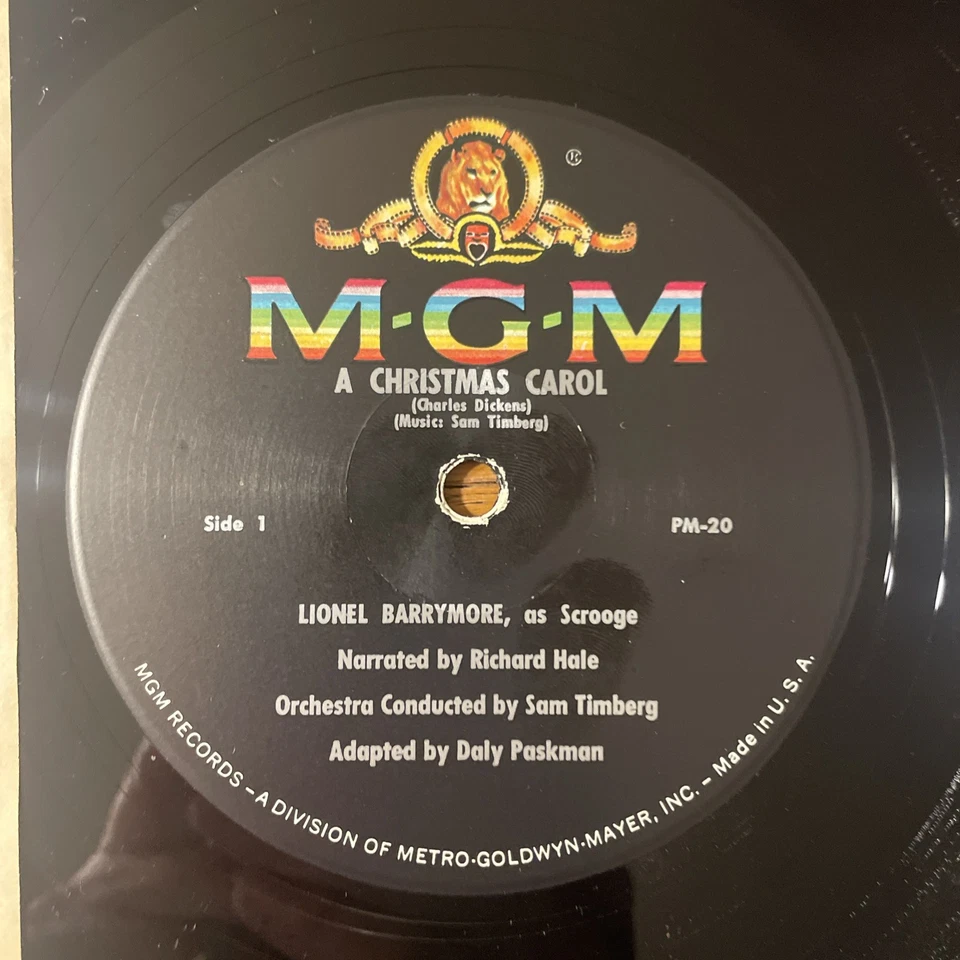 ®
M·G·M
A CHRISTMAS CAROL
(Charles Dickens)
(Music: Sam Timberg)
Side 1
PM-20
LIONEL BARRYMORE, as Scrooge
Narrated by Richard Hale
Orchestra Conducted by Sam Timberg
Adapted by Daly Paskman
MGM RECORDS – A DIVISION OF METRO-GOLDWYN-MAYER, INC. – Made in U. S. A.